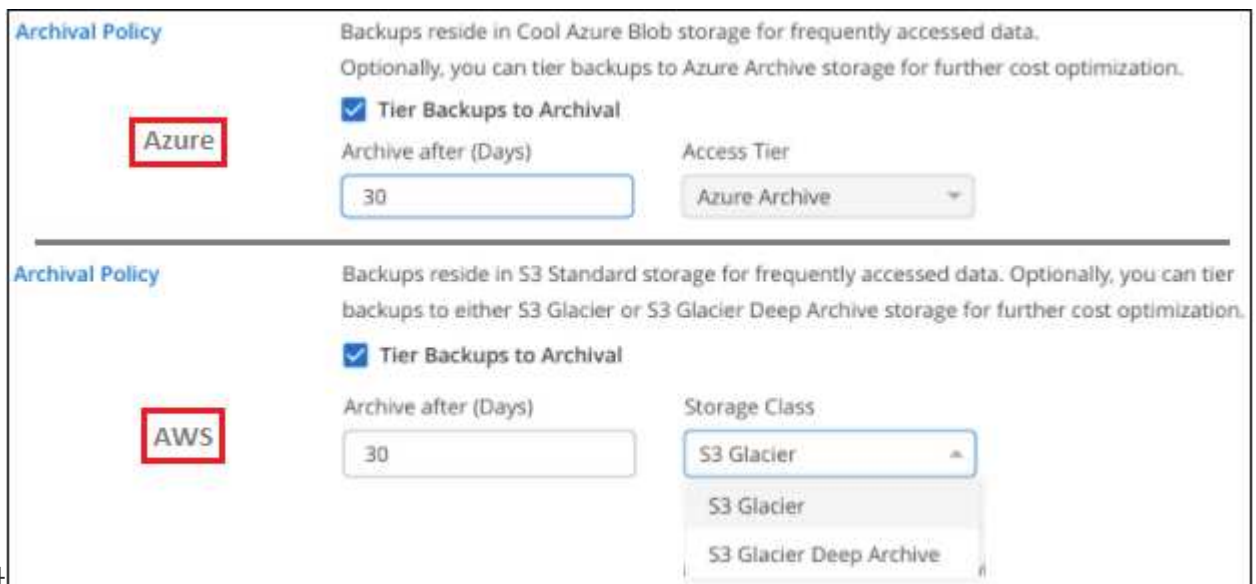 Archival Policy
Backups reside in Cool Azure Blob storage for frequently accessed data.
Optionally, you can tier backups to Azure Archive storage for further cost optimization.
Tier Backups to Archival
Azure
Archive after (Days)
Access Tier
30
Azure Archive
Archival Policy
Backups reside in S3 Standard storage for frequently accessed data. Optionally, you can tier
backups to either S3 Glacier or S3 Glacier Deep Archive storage for further cost optimization.
Tier Backups to Archival
AWS
Archive after (Days)
Storage Class
30
S3 Glacier
S3 Glacier
S3 Glacier Deep Archive